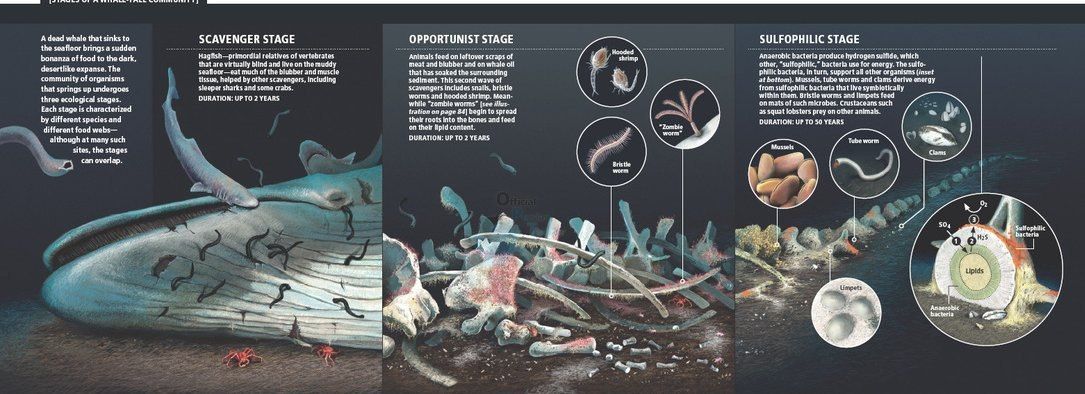 [STAGES OF A WHALE-FALL COMMUNITY]
A dead whale that sinks to
the seafloor brings a sudden
bonanza of food to the dark,
desertlike expanse. The
community of organisms
that springs up undergoes
three ecological stages.
Each stage is characterized
by different species and
different food webs—
although at many such
sites, the stages
can overlap.
SCAVENGER STAGE
Hagfish—primordial relatives of vertebrates
that are virtually blind and live on the muddy
seafloor—eat much of the blubber and muscle
tissue, helped by other scavengers, including
sleeper sharks and some crabs.
DURATION: UP TO 2 YEARS
OPPORTUNIST STAGE
Animals feed on leftover scraps of
meat and blubber and on whale oil
that has soaked the surrounding
sediment. This second wave of
scavengers includes snails, bristle
worms and hooded shrimp. Mean-
while "zombie worms" [see illus-
tration on page 84] begin to spread
their roots into the bones and feed
on their lipid content.
DURATION: UP TO 2 YEARS
Hooded
shrimp
"Zombie
worm"
Bristle
worm
Official
SULFOPHILIC STAGE
Anaerobic bacteria produce hydrogen sulfide, which
other, "sulfophilic," bacteria use for energy. The sulfo-
philic bacteria, in turn, support all other organisms (inset
at bottom). Mussels, tube worms and clams derive energy
from sulfophilic bacteria that live symbiotically
within them. Bristle worms and limpets feed
on mats of such microbes. Crustaceans such
as squat lobsters prey on other animals.
DURATION: UP TO 50 YEARS
Mussels
Tube worm
Clams
Limpets
O2
3
SO4
1
2
H2S
Sulfophilic
bacteria
Lipids
Anaerobic
bacteria